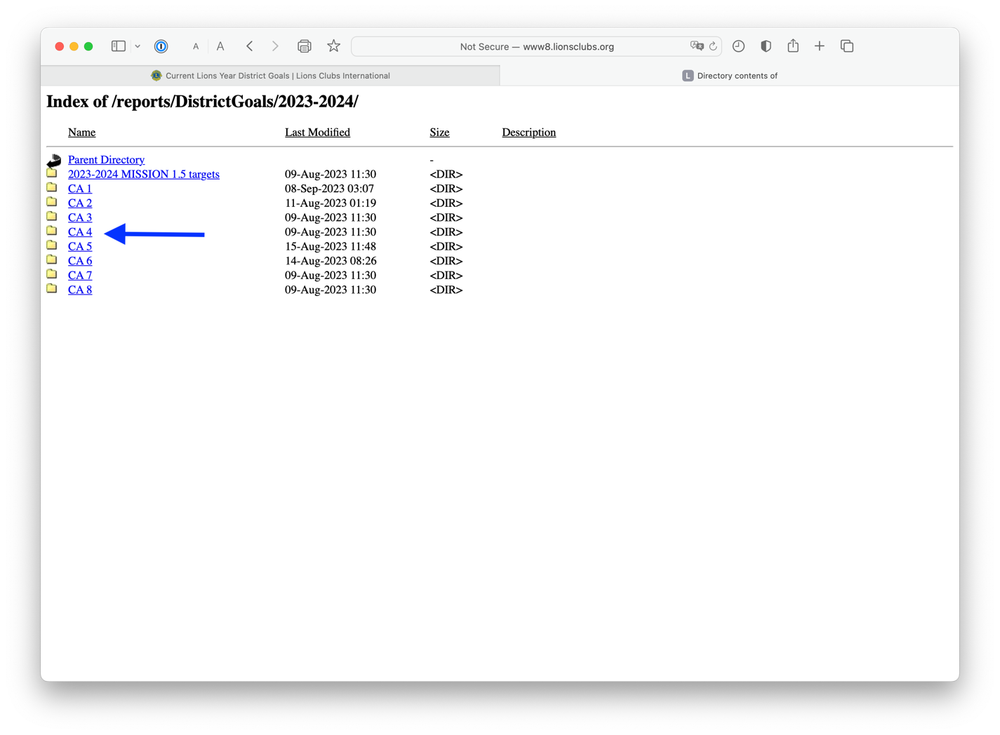 A A Not Secure — www8.lionsclubs.org
Current Lions Year District Goals | Lions Clubs International L Directory contents of
Index of /reports/DistrictGoals/2023-2024/
Name Last Modified Size Description
Parent Directory -
2023-2024 MISSION 1.5 targets 09-Aug-2023 11:30 <DIR>
CA 1 08-Sep-2023 03:07 <DIR>
CA 2 11-Aug-2023 01:19 <DIR>
CA 3 09-Aug-2023 11:30 <DIR>
CA 4 09-Aug-2023 11:30 <DIR>
CA 5 15-Aug-2023 11:48 <DIR>
CA 6 14-Aug-2023 08:26 <DIR>
CA 7 09-Aug-2023 11:30 <DIR>
CA 8 09-Aug-2023 11:30 <DIR>